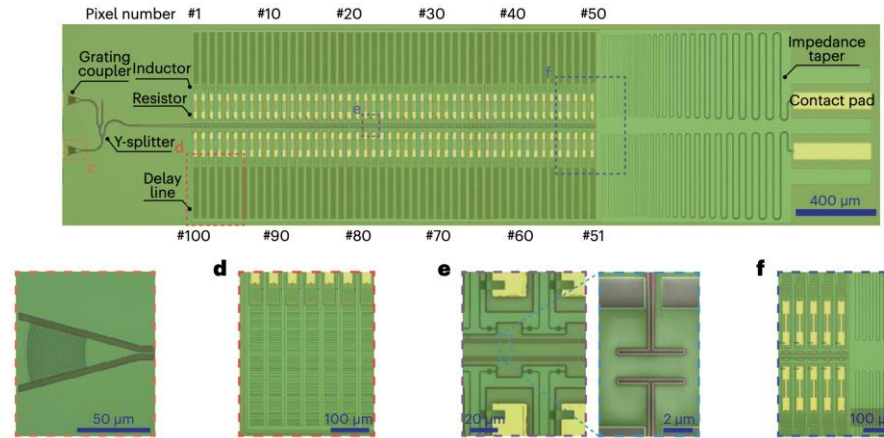 Pixel number #1 #10 #20 #30 #40 #50
Grating
coupler
Inductor
Resistor
Y-splitter
Delay
line
Impedance
taper
Contact pad
400 µm
c
d
e
f
#100 #90 #80 #70 #60 #51
d e f
50 µm
100 µm
20 µm
2 µm
100